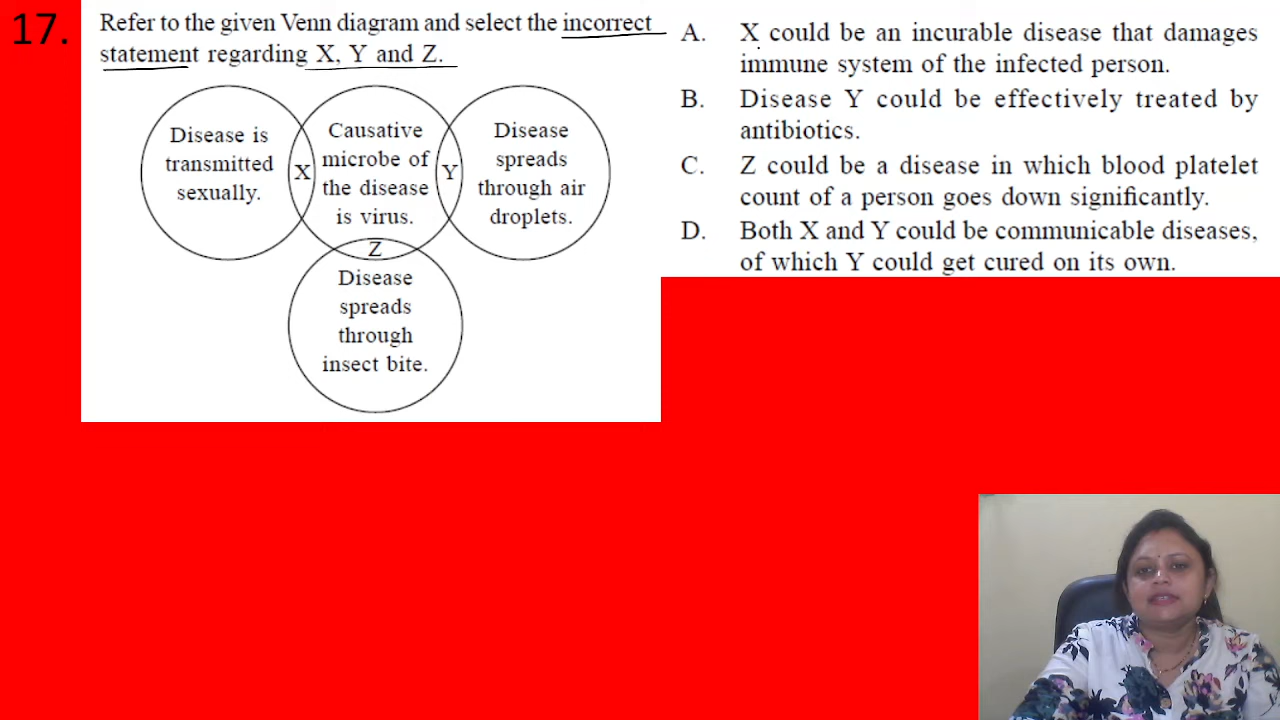 17.
Refer to the given Venn diagram and select the incorrect
statement regarding X, Y and Z.
Disease is
transmitted
sexually.
X
Causative
microbe of
the disease
is virus.
Y
Disease
spreads
through air
droplets.
Z
Disease
spreads
through
insect bite.
A. X could be an incurable disease that damages
immune system of the infected person.
B. Disease Y could be effectively treated by
antibiotics.
C. Z could be a disease in which blood platelet
count of a person goes down significantly.
D. Both X and Y could be communicable diseases,
of which Y could get cured on its own.